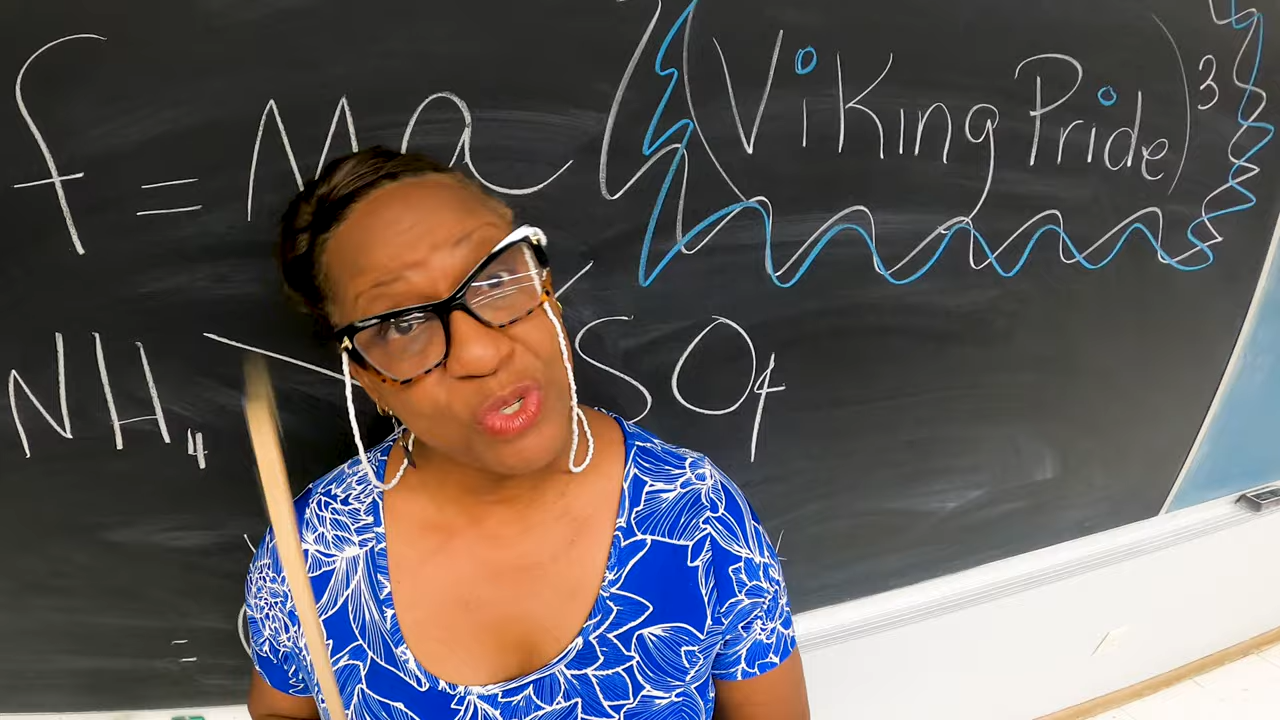 f = ma
(Viking Pride)³
NH₄ SO₄